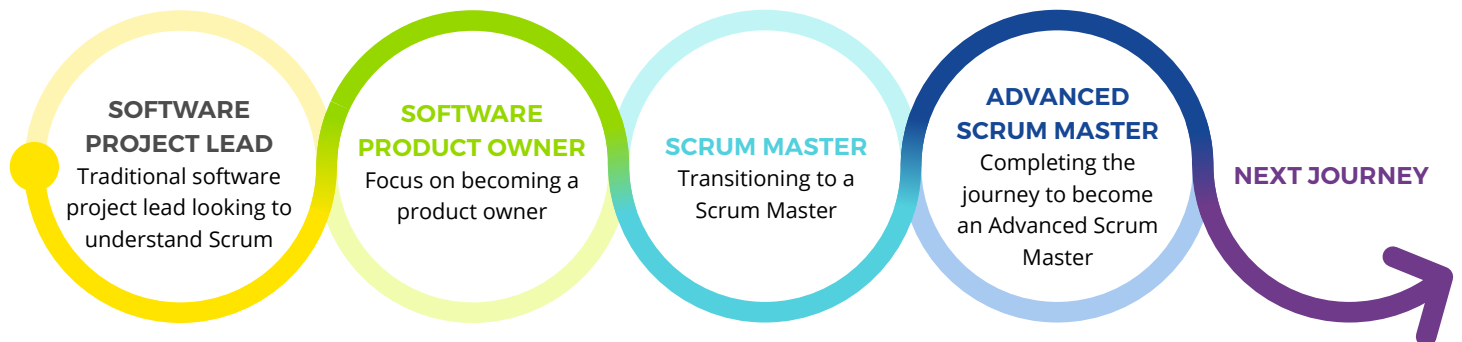 SOFTWARE
PROJECT LEAD
Traditional software
project lead looking to
understand Scrum
SOFTWARE
PRODUCT OWNER
Focus on becoming a
product owner
SCRUM MASTER
Transitioning to a
Scrum Master
ADVANCED
SCRUM MASTER
Completing the
journey to become
an Advanced Scrum
Master
NEXT JOURNEY